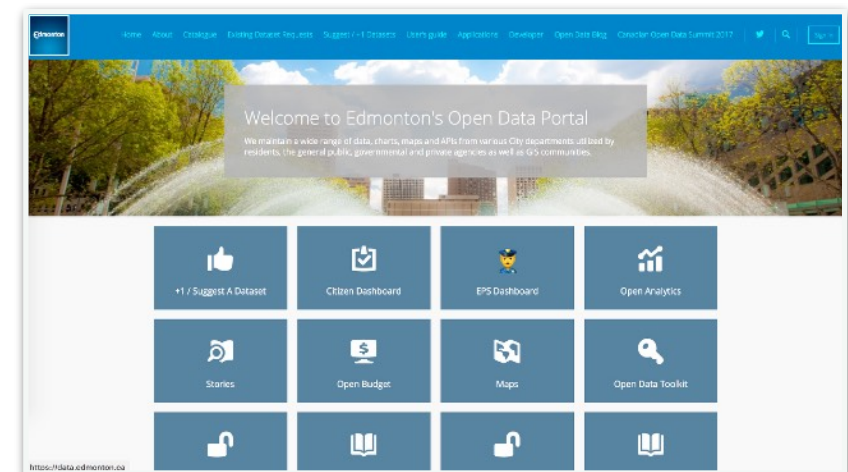 Edmonton
Home About Catalogue Existing Dataset Requests Suggest / +1 Datasets User's guide Applications Developer Open Data Blog Canadian Open Data Summit 2017 Sign In
Welcome to Edmonton's Open Data Portal
We maintain a wide range of data, charts, maps and APIs from various City departments utilized by
residents, the general public, governmental and private agencies as well as GIS communities.
+1 / Suggest A Dataset Citizen Dashboard EPS Dashboard Open Analytics
Stories Open Budget Maps Open Data Toolkit
https://data.edmonton.ca